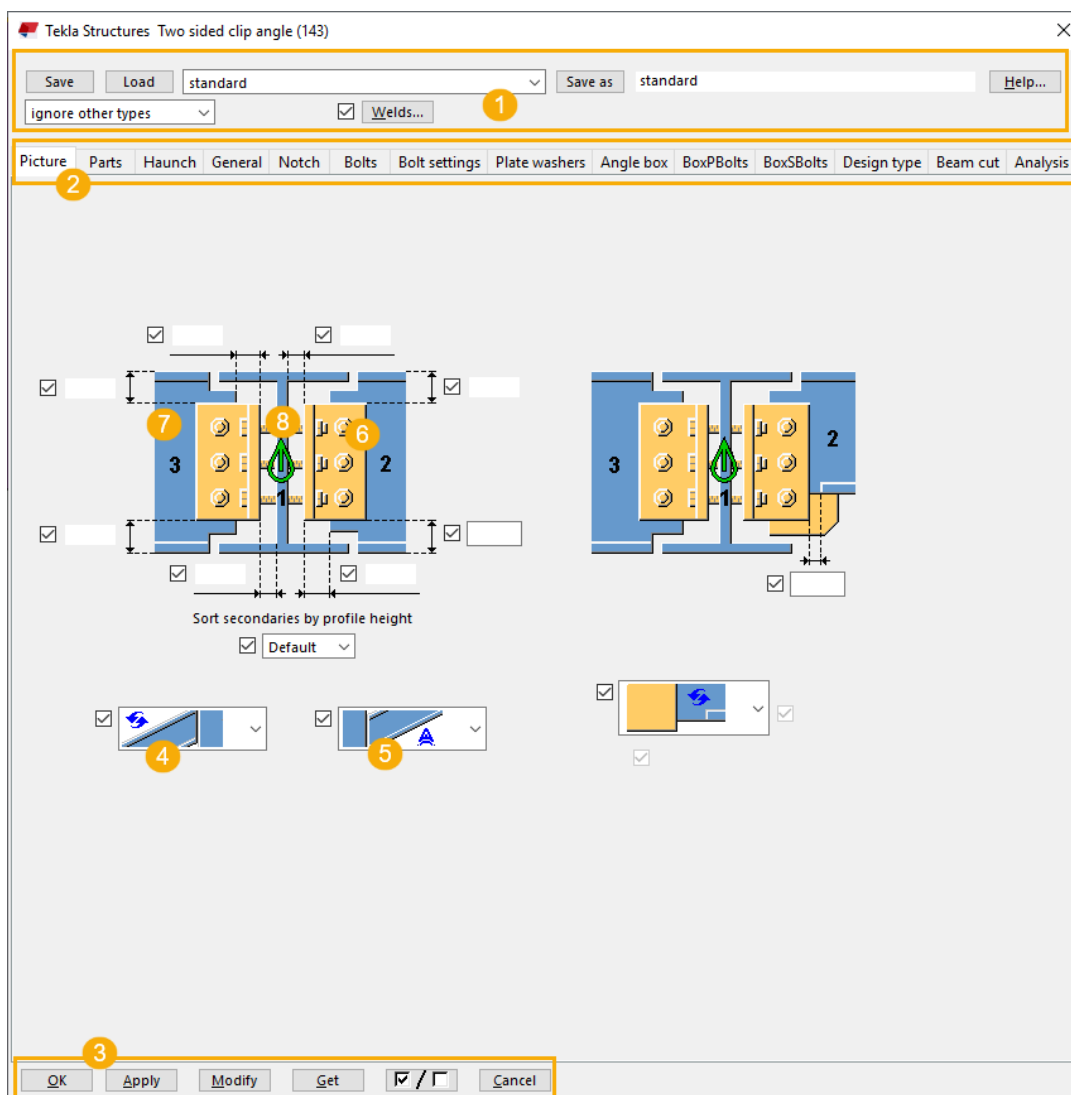 Tekla Structures Two sided clip angle (143)
Save Load standard Save as standard Help...
ignore other types Welds... 1
Picture Parts Haunch General Notch Bolts Bolt settings Plate washers Angle box BoxPBolts BoxSBolts Design type Beam cut Analysis
2
7 8 6
3 2 3 2
1 1
Sort secondaries by profile height
Default
4 5 A
3
OK Apply Modify Get / Cancel